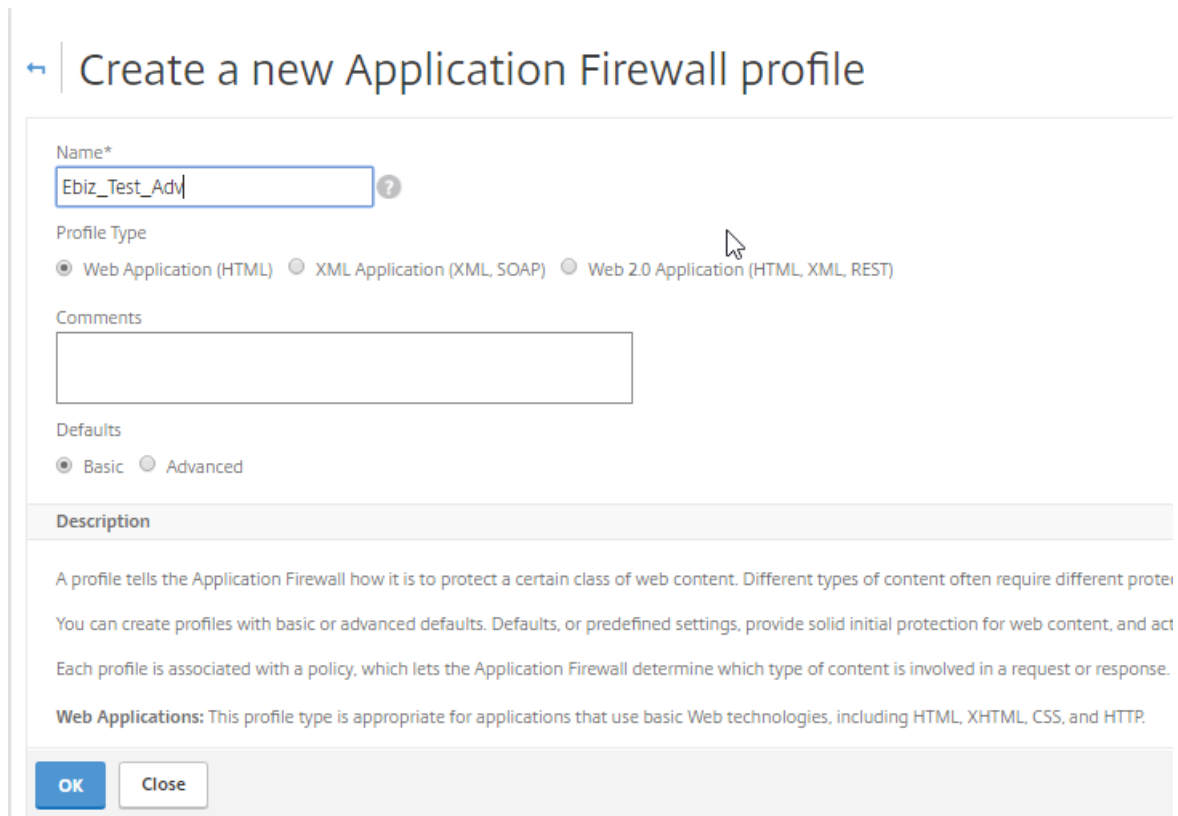 Create a new Application Firewall profile
Name*
Ebiz_Test_Adv
?
Profile Type
Web Application (HTML) XML Application (XML, SOAP) Web 2.0 Application (HTML, XML, REST)
Comments
Defaults
Basic Advanced
Description
A profile tells the Application Firewall how it is to protect a certain class of web content. Different types of content often require different
You can create profiles with basic or advanced defaults. Defaults, or predefined settings, provide solid initial protection for web content, and
Each profile is associated with a policy, which lets the Application Firewall determine which type of content is involved in a request or response.
Web Applications: This profile type is appropriate for applications that use basic Web technologies, including HTML, XHTML, CSS, and HTTP.
OK Close